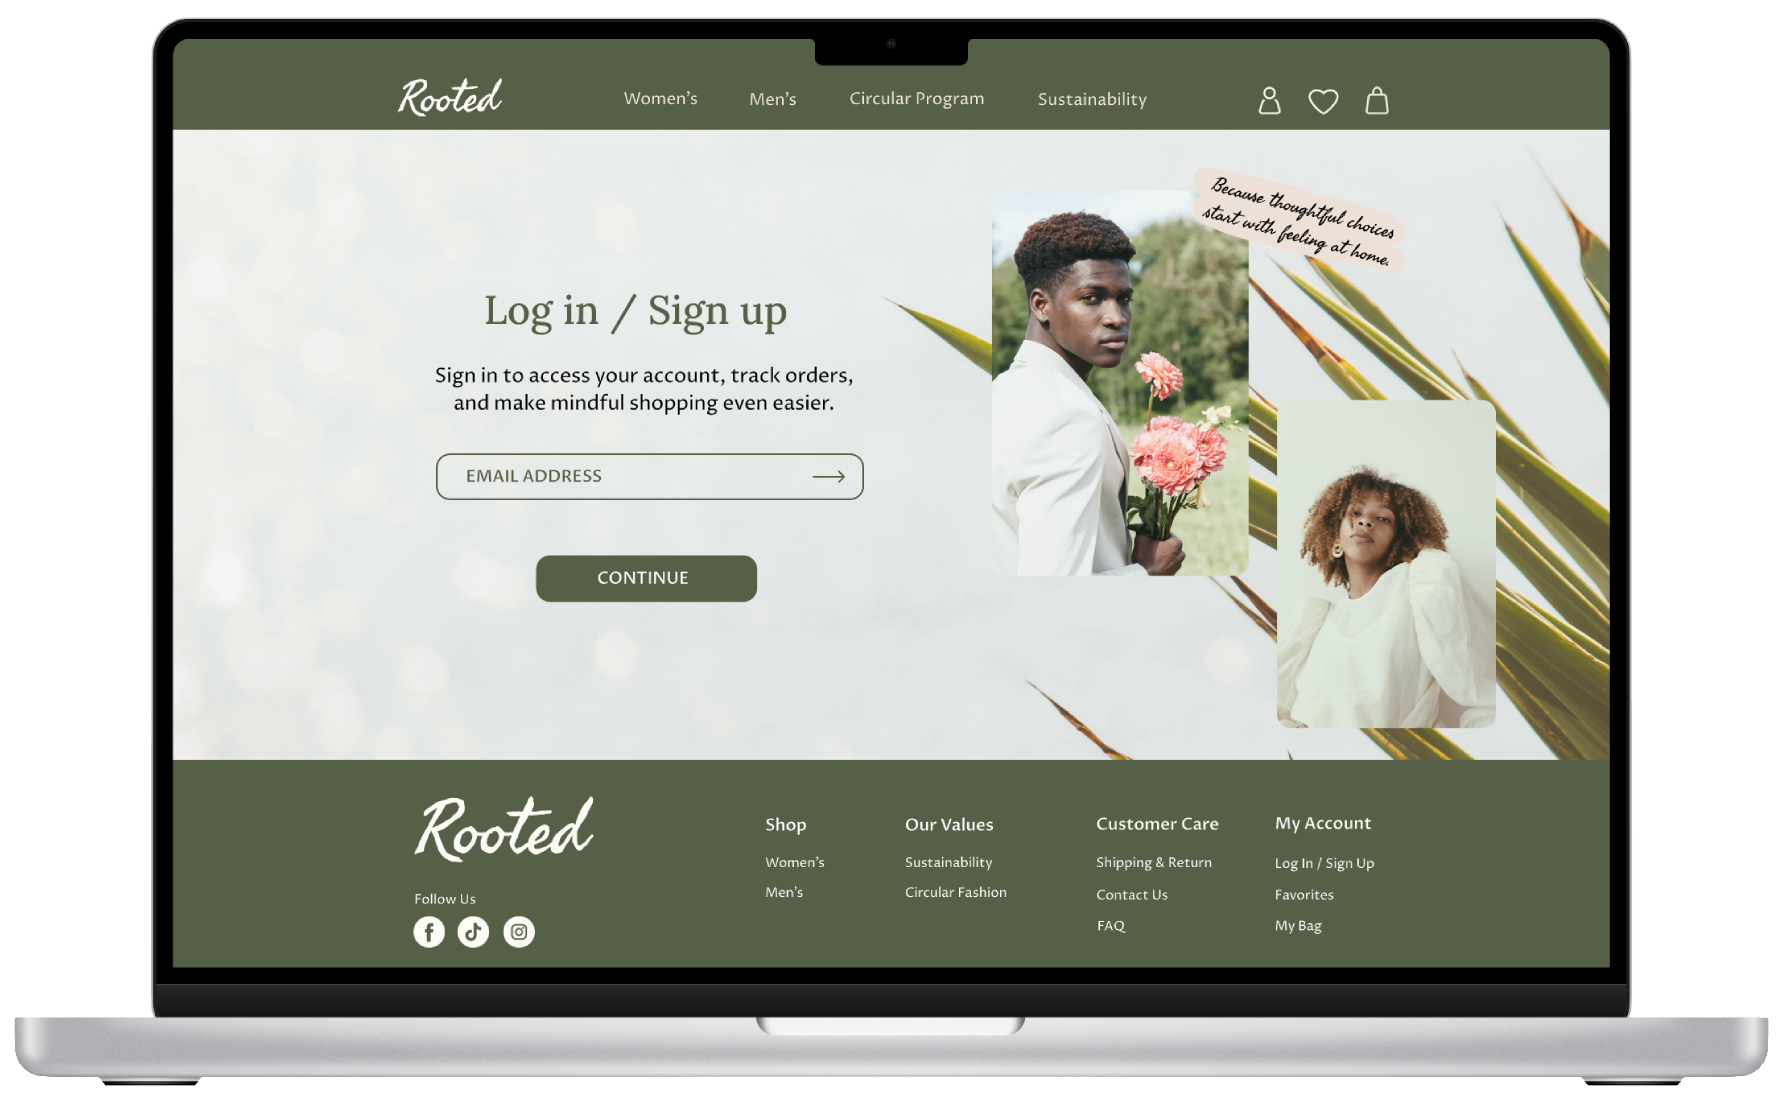 Rooted
Women's
Men's
Circular Program
Sustainability
Because thoughtful choices
start with feeling at home.
Log in / Sign up
Sign in to access your account, track orders,
and make mindful shopping even easier.
EMAIL ADDRESS
CONTINUE
Rooted
Follow Us
Shop
Women's
Men's
Our Values
Sustainability
Circular Fashion
Customer Care
Shipping & Return
Contact Us
FAQ
My Account
Log In / Sign Up
Favorites
My Bag